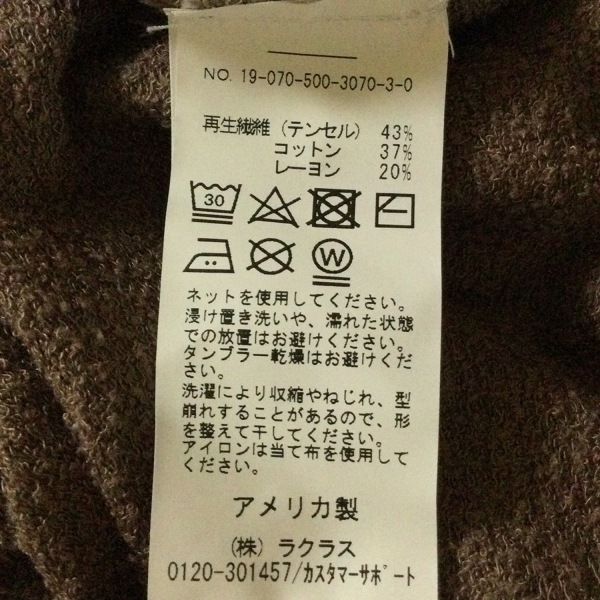 NO. 19-070-500-3070-3-0
再生繊維（テンセル） 43%
コットン 37%
レーヨン 20%
30
W
ネットを使用してください。
浸け置き洗いや、濡れた状態
での放置はお避けください。
タンブラー乾燥はお避けくだ
さい。
洗濯により収縮やねじれ、型
崩れすることがあるので、形
を整えて干してください。
アイロンは当て布を使用して
ください。
アメリカ製
（株）ラクラス
0120-301457/ｶｽﾀﾏｰｻﾎﾟｰﾄ